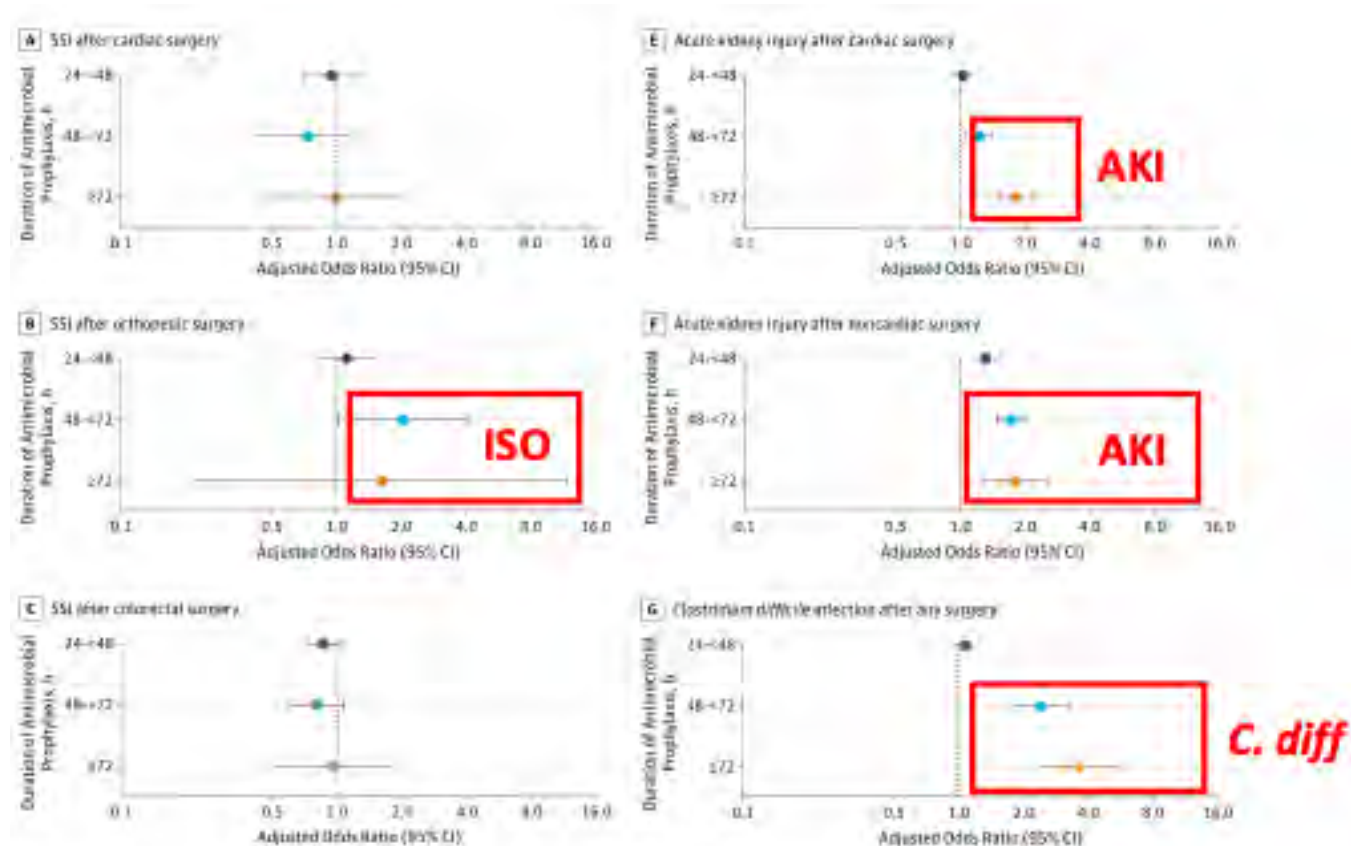 A SSI after cardiac surgery
Duration of Antimicrobial
Prophylaxis, h
24-<48
48-<72
≥72
0.1 0.5 1.0 2.0 4.0 8.0 16.0
Adjusted Odds Ratio (95% CI)
B SSI after orthopedic surgery
Duration of Antimicrobial
Prophylaxis, h
24-<48
48-<72
≥72
ISO
0.1 0.5 1.0 2.0 4.0 8.0 16.0
Adjusted Odds Ratio (95% CI)
C SSI after colorectal surgery
Duration of Antimicrobial
Prophylaxis, h
24-<48
48-<72
≥72
0.1 0.5 1.0 2.0 4.0 8.0 16.0
Adjusted Odds Ratio (95% CI)
E Acute kidney injury after cardiac surgery
Duration of Antimicrobial
Prophylaxis, h
24-<48
48-<72
≥72
AKI
0.1 0.5 1.0 2.0 4.0 8.0 16.0
Adjusted Odds Ratio (95% CI)
F Acute kidney injury after noncardiac surgery
Duration of Antimicrobial
Prophylaxis, h
24-<48
48-<72
≥72
AKI
0.1 0.5 1.0 2.0 4.0 8.0 16.0
Adjusted Odds Ratio (95% CI)
G Clostridium difficile infection after any surgery
Duration of Antimicrobial
Prophylaxis, h
24-<48
48-<72
≥72
C. diff
0.1 0.5 1.0 2.0 4.0 8.0 16.0
Adjusted Odds Ratio (95% CI)